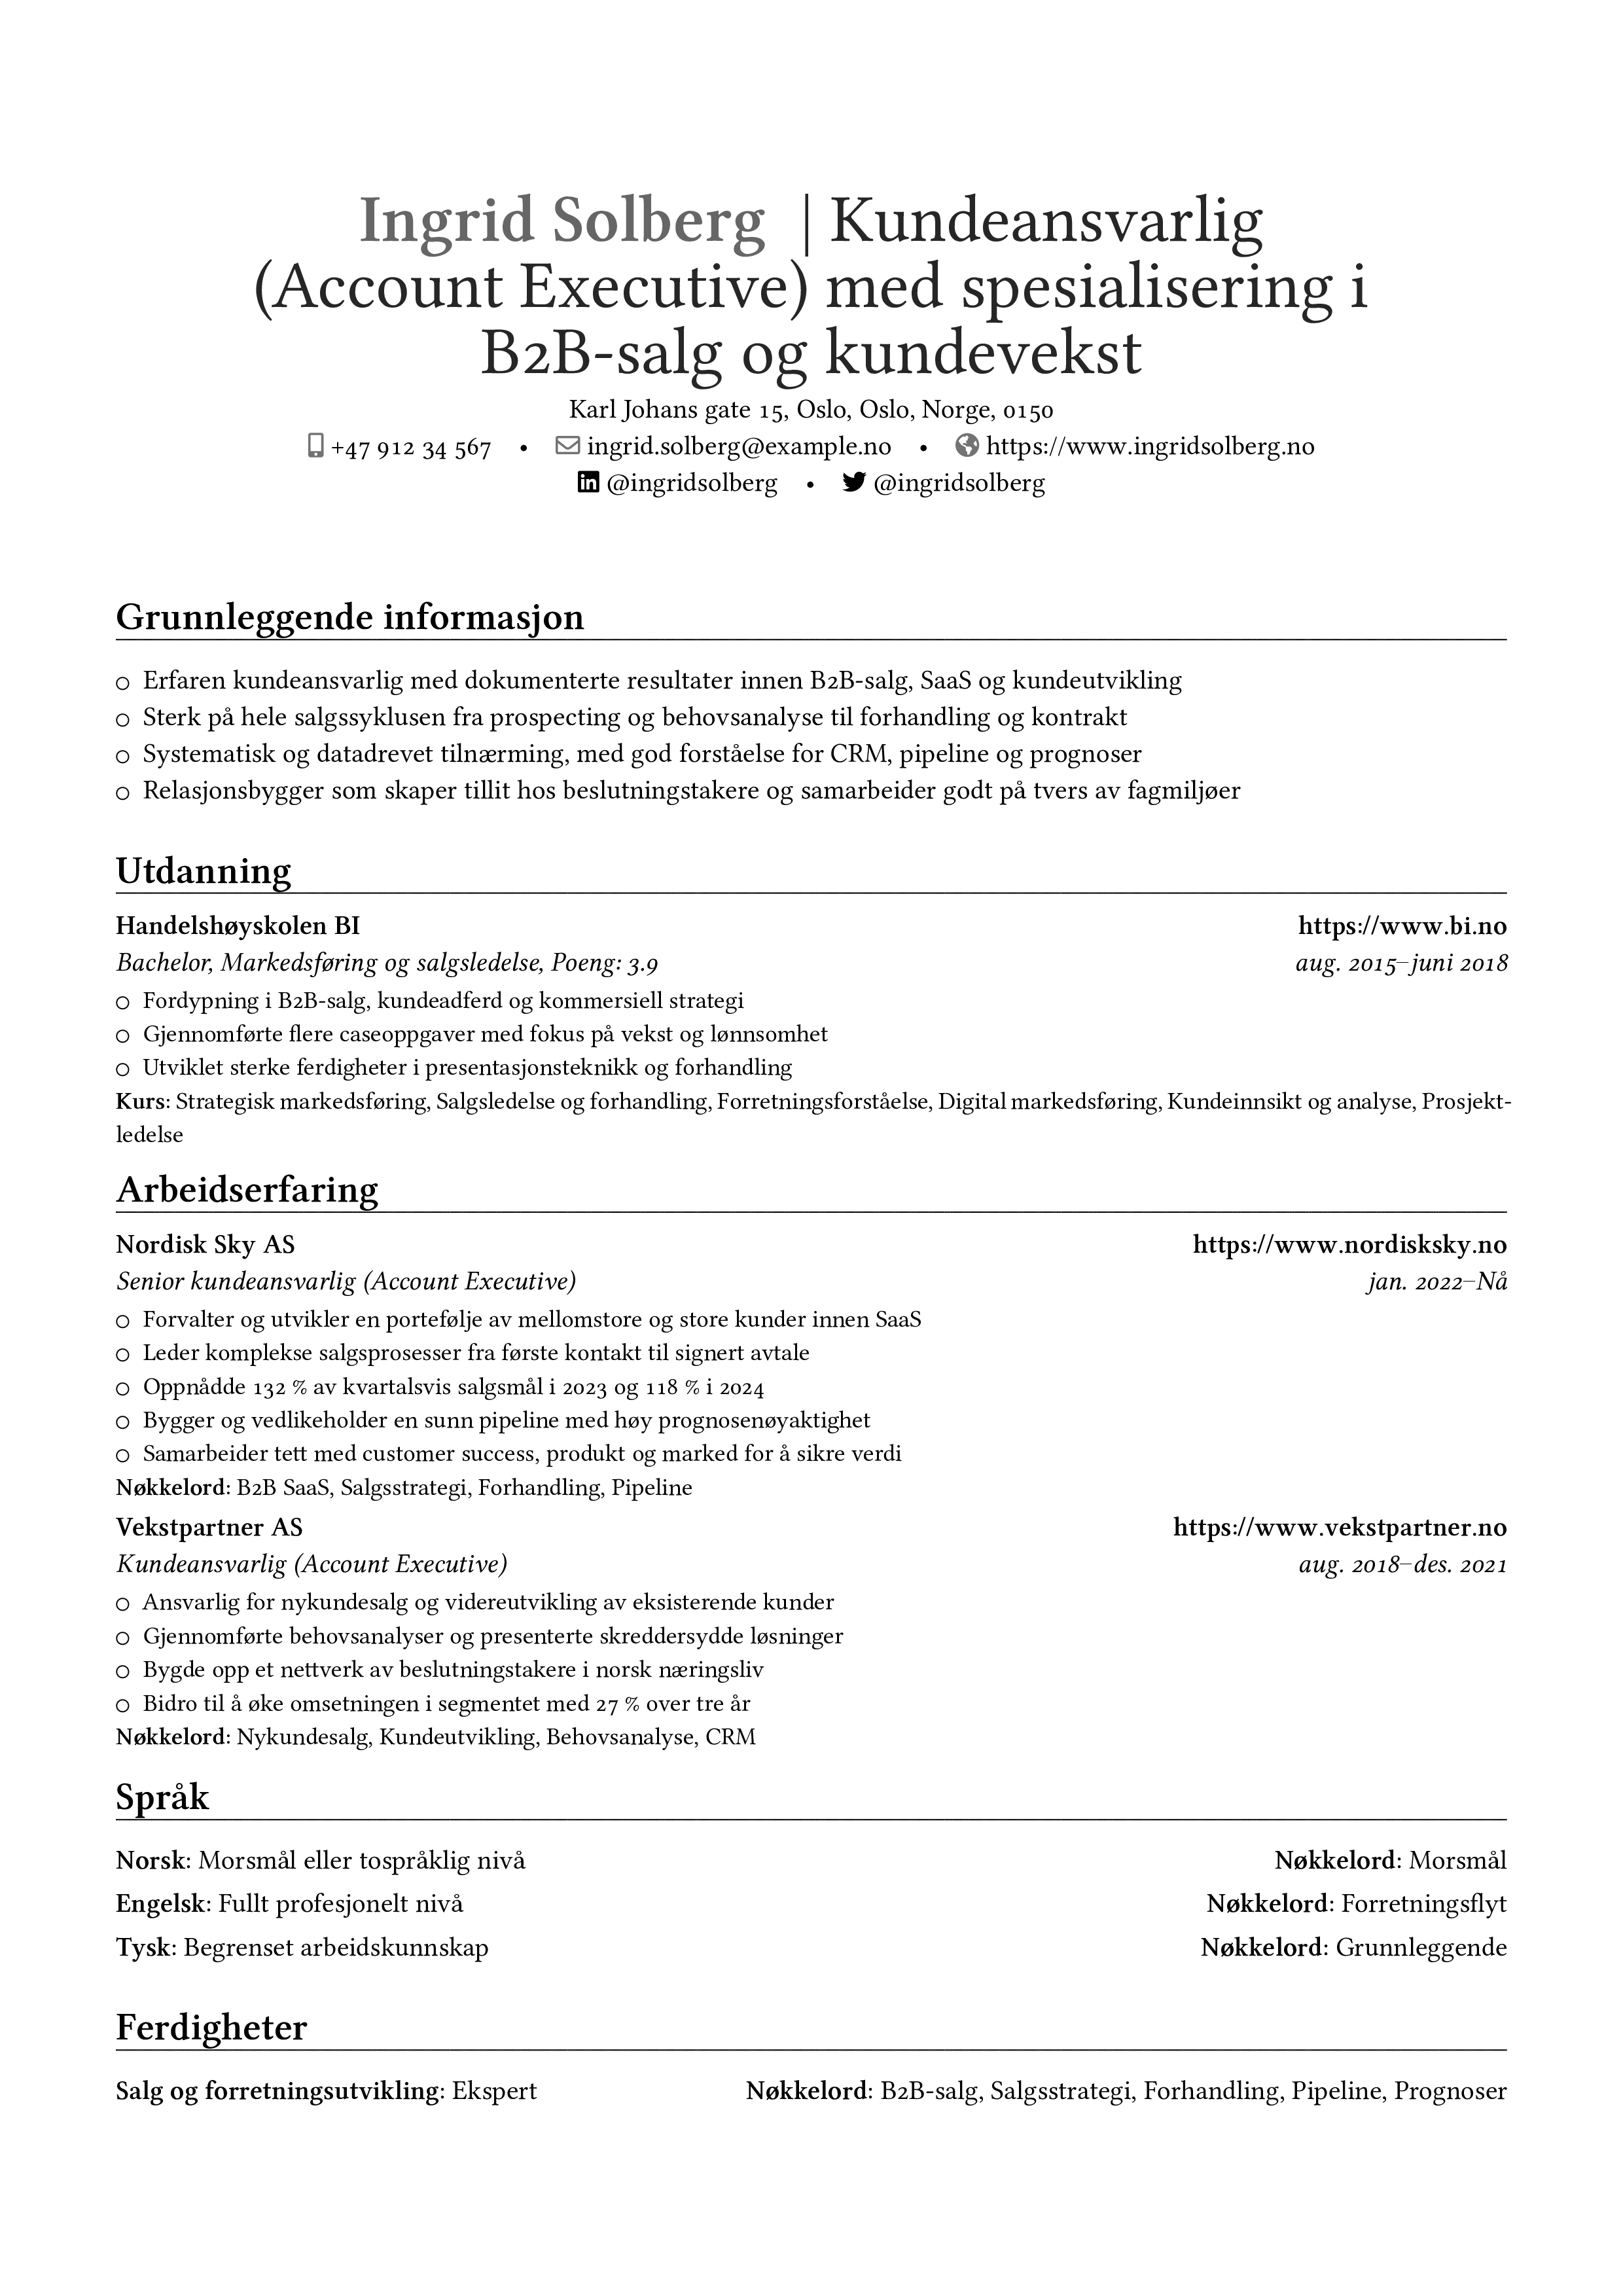 Ingrid Solberg | Kundeansvarlig
(Account Executive) med spesialisering i
B2B-salg og kundevekst
Karl Johans gate 15, Oslo, Oslo, Norge, 0150
+47 912 34 567 • ingrid.solberg@example.no • https://www.ingridsolberg.no
@ingridsolberg • @ingridsolberg
Grunnleggende informasjon
Erfaren kundeansvarlig med dokumenterte resultater innen B2B-salg, SaaS og kundeutvikling
Sterk på hele salgssyklusen fra prospecting og behovsanalyse til forhandling og kontrakt
Systematisk og datadrevet tilnærming, med god forståelse for CRM, pipeline og prognoser
Relasjonsbygger som skaper tillit hos beslutningstakere og samarbeider godt på tvers av fagmiljøer
Utdanning
Handelshøyskolen BI https://www.bi.no
Bachelor, Markedsføring og salgsledelse, Poeng: 3.9 aug. 2015–juni 2018
Fordypning i B2B-salg, kundeadferd og kommersiell strategi
Gjennomførte flere caseoppgaver med fokus på vekst og lønnsomhet
Utviklet sterke ferdigheter i presentasjonsteknikk og forhandling
Kurs: Strategisk markedsføring, Salgsledelse og forhandling, Forretningsforståelse, Digital markedsføring, Kundeinnsikt og analyse, Prosjekt-
ledelse
Arbeidserfaring
Nordisk Sky AS https://www.nordisksky.no
Senior kundeansvarlig (Account Executive) jan. 2022–Nå
Forvalter og utvikler en portefølje av mellomstore og store kunder innen SaaS
Leder komplekse salgsprosesser fra første kontakt til signert avtale
Oppnådde 132 % av kvartalsvis salgsmål i 2023 og 118 % i 2024
Bygger og vedlikeholder en sunn pipeline med høy prognosenøyaktighet
Samarbeider tett med customer success, produkt og marked for å sikre verdi
Nøkkelord: B2B SaaS, Salgsstrategi, Forhandling, Pipeline
Vekstpartner AS https://www.vekstpartner.no
Kundeansvarlig (Account Executive) aug. 2018–des. 2021
Ansvarlig for nykundesalg og videreutvikling av eksisterende kunder
Gjennomførte behovsanalyser og presenterte skreddersydde løsninger
Bygde opp et nettverk av beslutningstakere i norsk næringsliv
Bidro til å øke omsetningen i segmentet med 27 % over tre år
Nøkkelord: Nykundesalg, Kundeutvikling, Behovsanalyse, CRM
Språk
Norsk: Morsmål eller tospråklig nivå Nøkkelord: Morsmål
Engelsk: Fullt profesjonelt nivå Nøkkelord: Forretningsflyt
Tysk: Begrenset arbeidskunnskap Nøkkelord: Grunnleggende
Ferdigheter
Salg og forretningsutvikling: Ekspert Nøkkelord: B2B-salg, Salgsstrategi, Forhandling, Pipeline, Prognoser